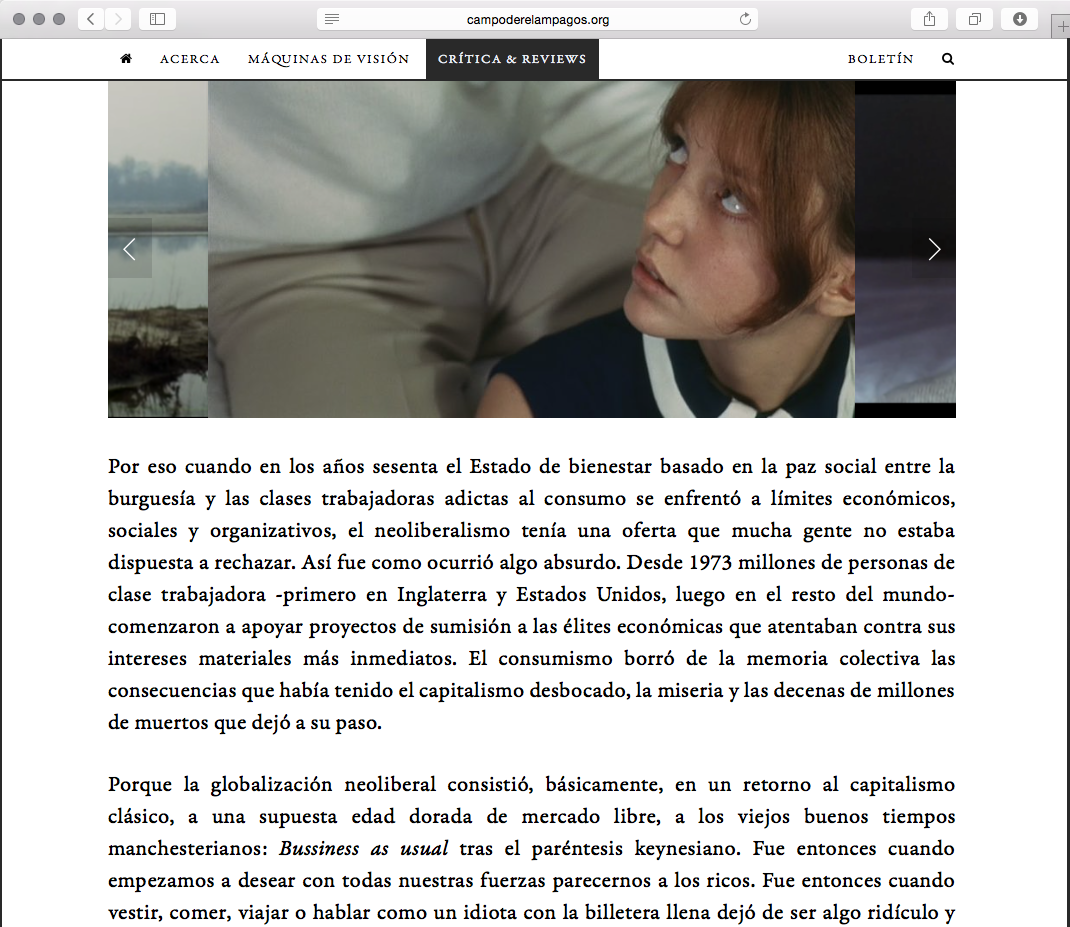 campoderelampagos.org
ACERCA
MÁQUINAS DE VISIÓN
CRÍTICA & REVIEWS
BOLETÍN
Por eso cuando en los años sesenta el Estado de bienestar basado en la paz social entre la
burguesía y las clases trabajadoras adictas al consumo se enfrentó a límites económicos,
sociales y organizativos, el neoliberalismo tenía una oferta que mucha gente no estaba
dispuesta a rechazar. Así fue como ocurrió algo absurdo. Desde 1973 millones de personas de
clase trabajadora -primero en Inglaterra y Estados Unidos, luego en el resto del mundo-
comenzaron a apoyar proyectos de sumisión a las élites económicas que atentaban contra sus
intereses materiales más inmediatos. El consumismo borró de la memoria colectiva las
consecuencias que había tenido el capitalismo desbocado, la miseria y las decenas de millones
de muertos que dejó a su paso.
Porque la globalización neoliberal consistió, básicamente, en un retorno al capitalismo
clásico, a una supuesta edad dorada de mercado libre, a los viejos buenos tiempos
manchesterianos: Bussiness as usual tras el paréntesis keynesiano. Fue entonces cuando
empezamos a desear con todas nuestras fuerzas parecernos a los ricos. Fue entonces cuando
vestir, comer, viajar o hablar como un idiota con la billetera llena dejó de ser algo ridículo y